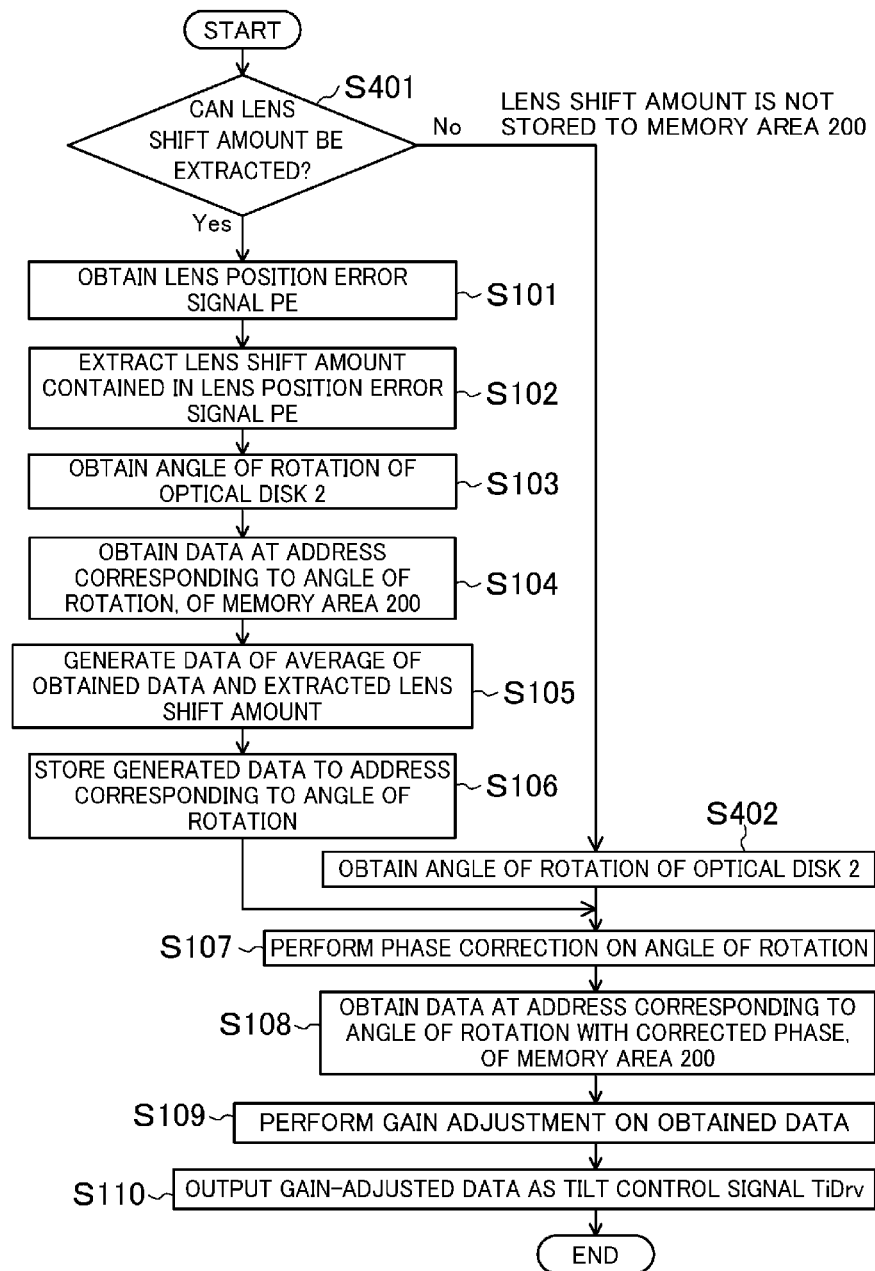 START
S401
CAN LENS
SHIFT AMOUNT BE
EXTRACTED?
No
LENS SHIFT AMOUNT IS NOT
STORED TO MEMORY AREA 200
Yes
OBTAIN LENS POSITION ERROR
SIGNAL PE
S101
EXTRACT LENS SHIFT AMOUNT
CONTAINED IN LENS POSITION ERROR
SIGNAL PE
S102
OBTAIN ANGLE OF ROTATION OF
OPTICAL DISK 2
S103
OBTAIN DATA AT ADDRESS
CORRESPONDING TO ANGLE OF
ROTATION, OF MEMORY AREA 200
S104
GENERATE DATA OF AVERAGE OF
OBTAINED DATA AND EXTRACTED LENS
SHIFT AMOUNT
S105
STORE GENERATED DATA TO ADDRESS
CORRESPONDING TO ANGLE OF
ROTATION
S106
S402
OBTAIN ANGLE OF ROTATION OF OPTICAL DISK 2
S107
PERFORM PHASE CORRECTION ON ANGLE OF ROTATION
S108
OBTAIN DATA AT ADDRESS CORRESPONDING TO
ANGLE OF ROTATION WITH CORRECTED PHASE,
OF MEMORY AREA 200
S109
PERFORM GAIN ADJUSTMENT ON OBTAINED DATA
S110
OUTPUT GAIN-ADJUSTED DATA AS TILT CONTROL SIGNAL TiDrv
END